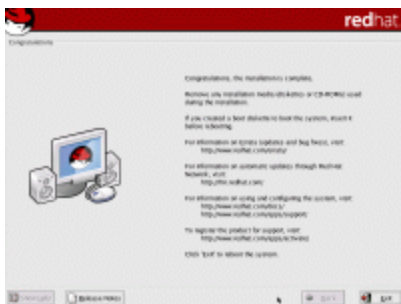 redhat
Congratulations
Congratulations, the installation is complete.
Remove any installation media (diskettes or CD-ROMs) used
during the installation.
If you created a boot diskette to boot the system, insert it
before rebooting.
For information on errata (updates and bug fixes), visit:
http://www.redhat.com/errata/
For information on automatic updates through Red Hat
Network, visit:
http://rhn.redhat.com/
For information on using and configuring the system, visit:
http://www.redhat.com/docs/
http://www.redhat.com/apps/support/
To register the product for support, visit:
http://www.redhat.com/apps/activate/
Click 'Exit' to reboot the system.
Release Notes
Back
Exit